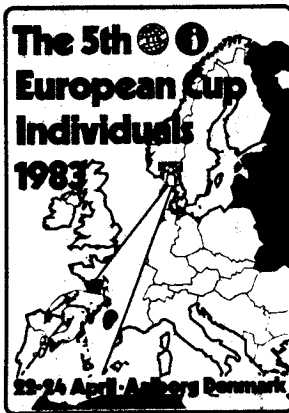 The 5th
European Cup
Individuals
1983
22-24 April · Aalborg Denmark